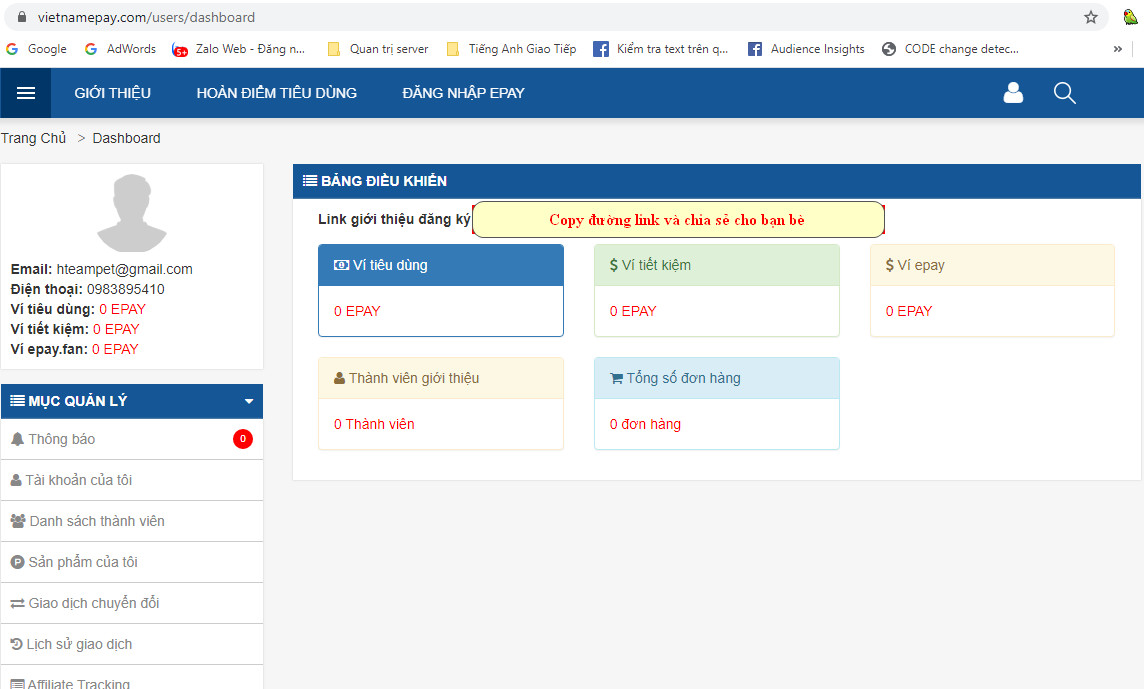 vietnamepay.com/users/dashboard
Google AdWords Zalo Web - Đăng n... Quan trị server Tiếng Anh Giao Tiếp Kiểm tra text trên q... Audience Insights CODE change detec... »
GIỚI THIỆU HOÀN ĐIỂM TIÊU DÙNG ĐĂNG NHẬP EPAY
Trang Chủ > Dashboard
Email: hteampet@gmail.com
Điện thoại: 0983895410
Ví tiêu dùng: 0 EPAY
Ví tiết kiệm: 0 EPAY
Ví epay.fan: 0 EPAY
MỤC QUẢN LÝ
Thông báo 0
Tài khoản của tôi
Danh sách thành viên
Sản phẩm của tôi
Giao dịch chuyển đổi
Lịch sử giao dịch
Affiliate Tracking
BẢNG ĐIỀU KHIỂN
Link giới thiệu đăng ký Copy đường link và chia sẻ cho bạn bè
Ví tiêu dùng
0 EPAY
$ Ví tiết kiệm
0 EPAY
$ Ví epay
0 EPAY
Thành viên giới thiệu
0 Thành viên
Tổng số đơn hàng
0 đơn hàng